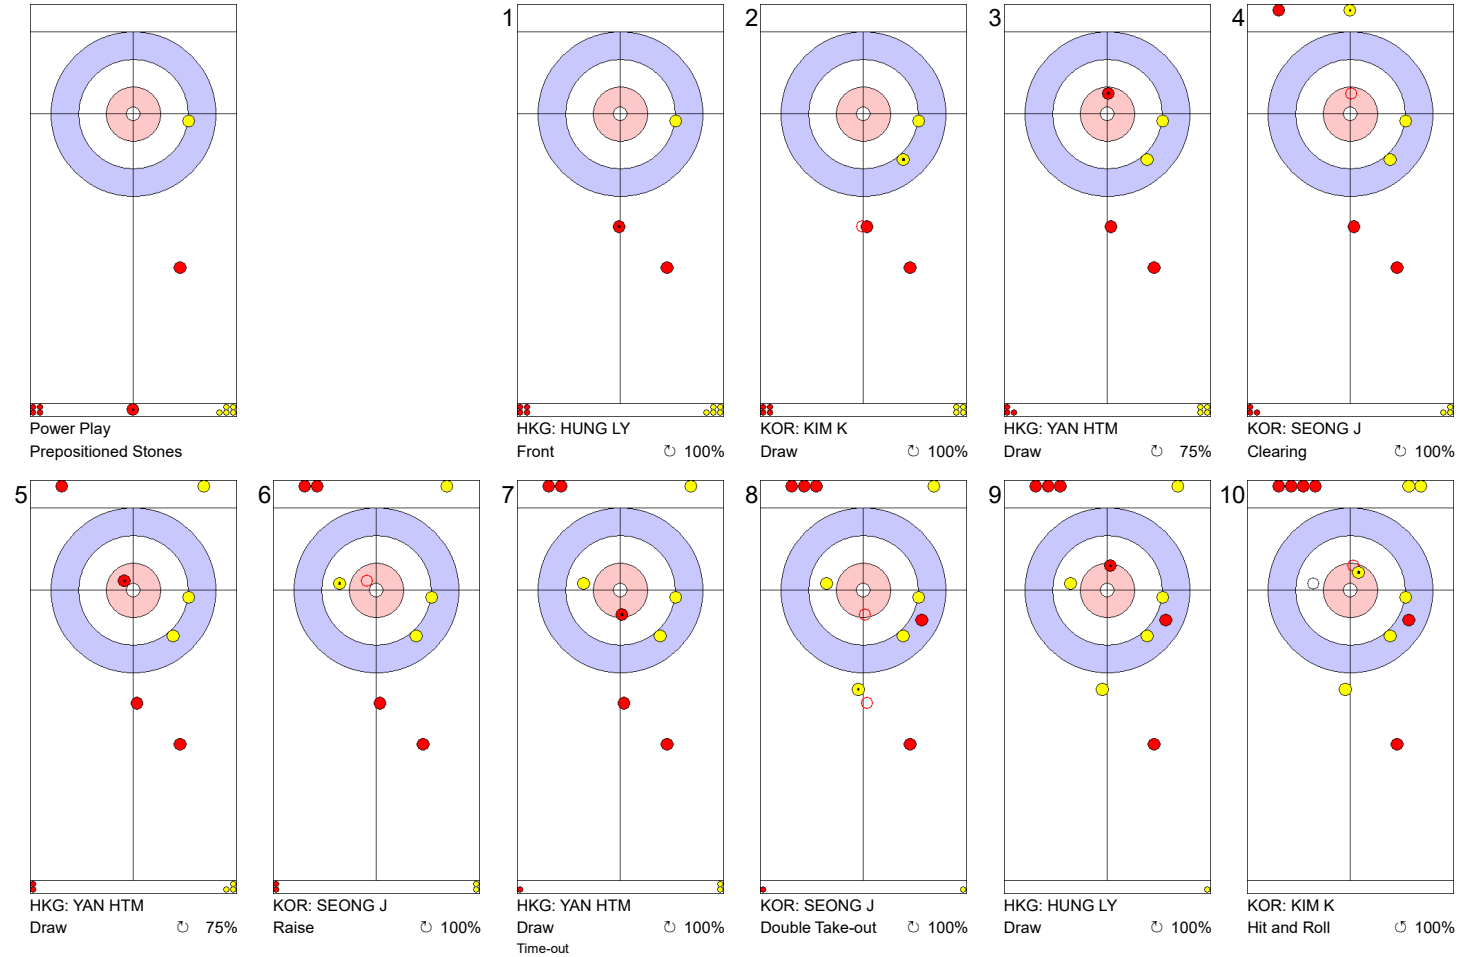 Power Play
Prepositioned Stones
1
HKG: HUNG LY
Front ↻ 100%
2
KOR: KIM K
Draw ↻ 100%
3
HKG: YAN HTM
Draw ↻ 75%
4
KOR: SEONG J
Clearing ↻ 100%
5
HKG: YAN HTM
Draw ↻ 75%
6
KOR: SEONG J
Raise ↻ 100%
7
HKG: YAN HTM
Draw ↻ 100%
Time-out
8
KOR: SEONG J
Double Take-out ↻ 100%
9
HKG: HUNG LY
Draw ↻ 100%
10
KOR: KIM K
Hit and Roll ↺ 100%